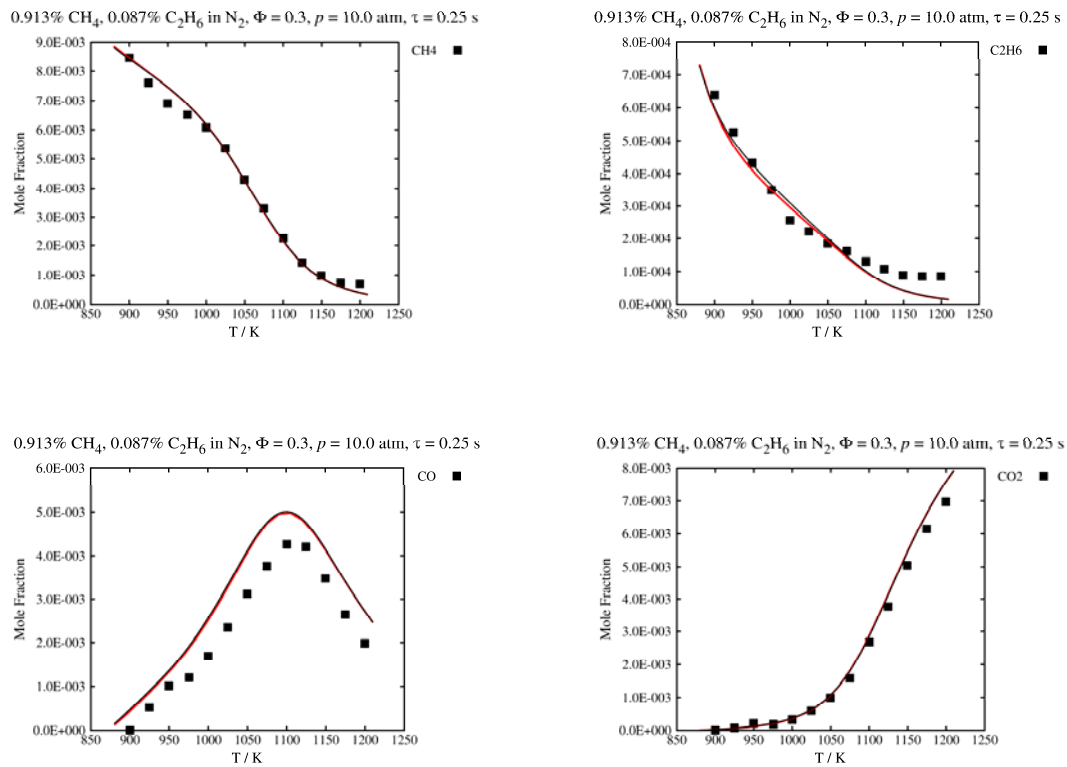 0.913% CH4, 0.087% C2H6 in N2, Φ = 0.3, p = 10.0 atm, τ = 0.25 s
9.0E-003
8.0E-003
7.0E-003
6.0E-003
5.0E-003
4.0E-003
3.0E-003
2.0E-003
1.0E-003
0.0E+000
Mole Fraction
CH4
850 900 950 1000 1050 1100 1150 1200 1250
T / K
0.913% CH4, 0.087% C2H6 in N2, Φ = 0.3, p = 10.0 atm, τ = 0.25 s
8.0E-004
7.0E-004
6.0E-004
5.0E-004
4.0E-004
3.0E-004
2.0E-004
1.0E-004
0.0E+000
Mole Fraction
C2H6
850 900 950 1000 1050 1100 1150 1200 1250
T / K
0.913% CH4, 0.087% C2H6 in N2, Φ = 0.3, p = 10.0 atm, τ = 0.25 s
6.0E-003
5.0E-003
4.0E-003
3.0E-003
2.0E-003
1.0E-003
0.0E+000
Mole Fraction
CO
850 900 950 1000 1050 1100 1150 1200 1250
T / K
0.913% CH4, 0.087% C2H6 in N2, Φ = 0.3, p = 10.0 atm, τ = 0.25 s
8.0E-003
7.0E-003
6.0E-003
5.0E-003
4.0E-003
3.0E-003
2.0E-003
1.0E-003
0.0E+000
Mole Fraction
CO2
850 900 950 1000 1050 1100 1150 1200 1250
T / K